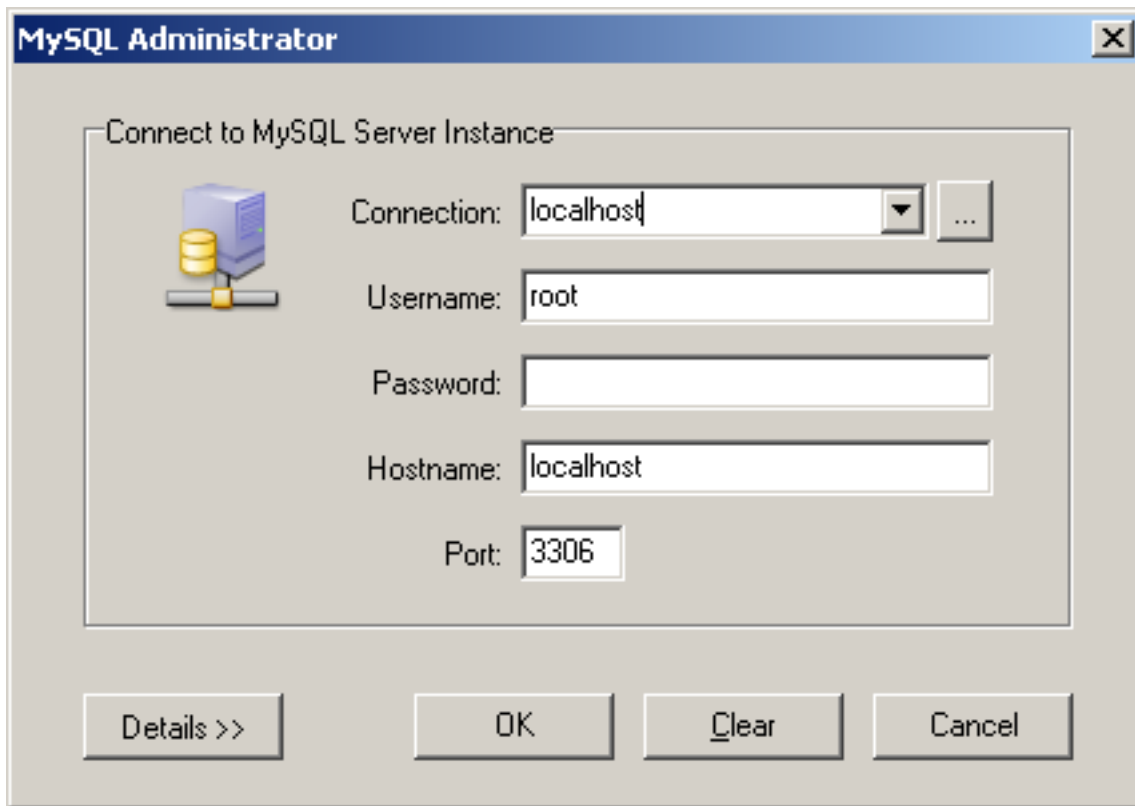 MySQL Administrator
Connect to MySQL Server Instance
Connection: localhost ...
Username: root
Password:
Hostname: localhost
Port: 3306
Details >> OK Clear Cancel